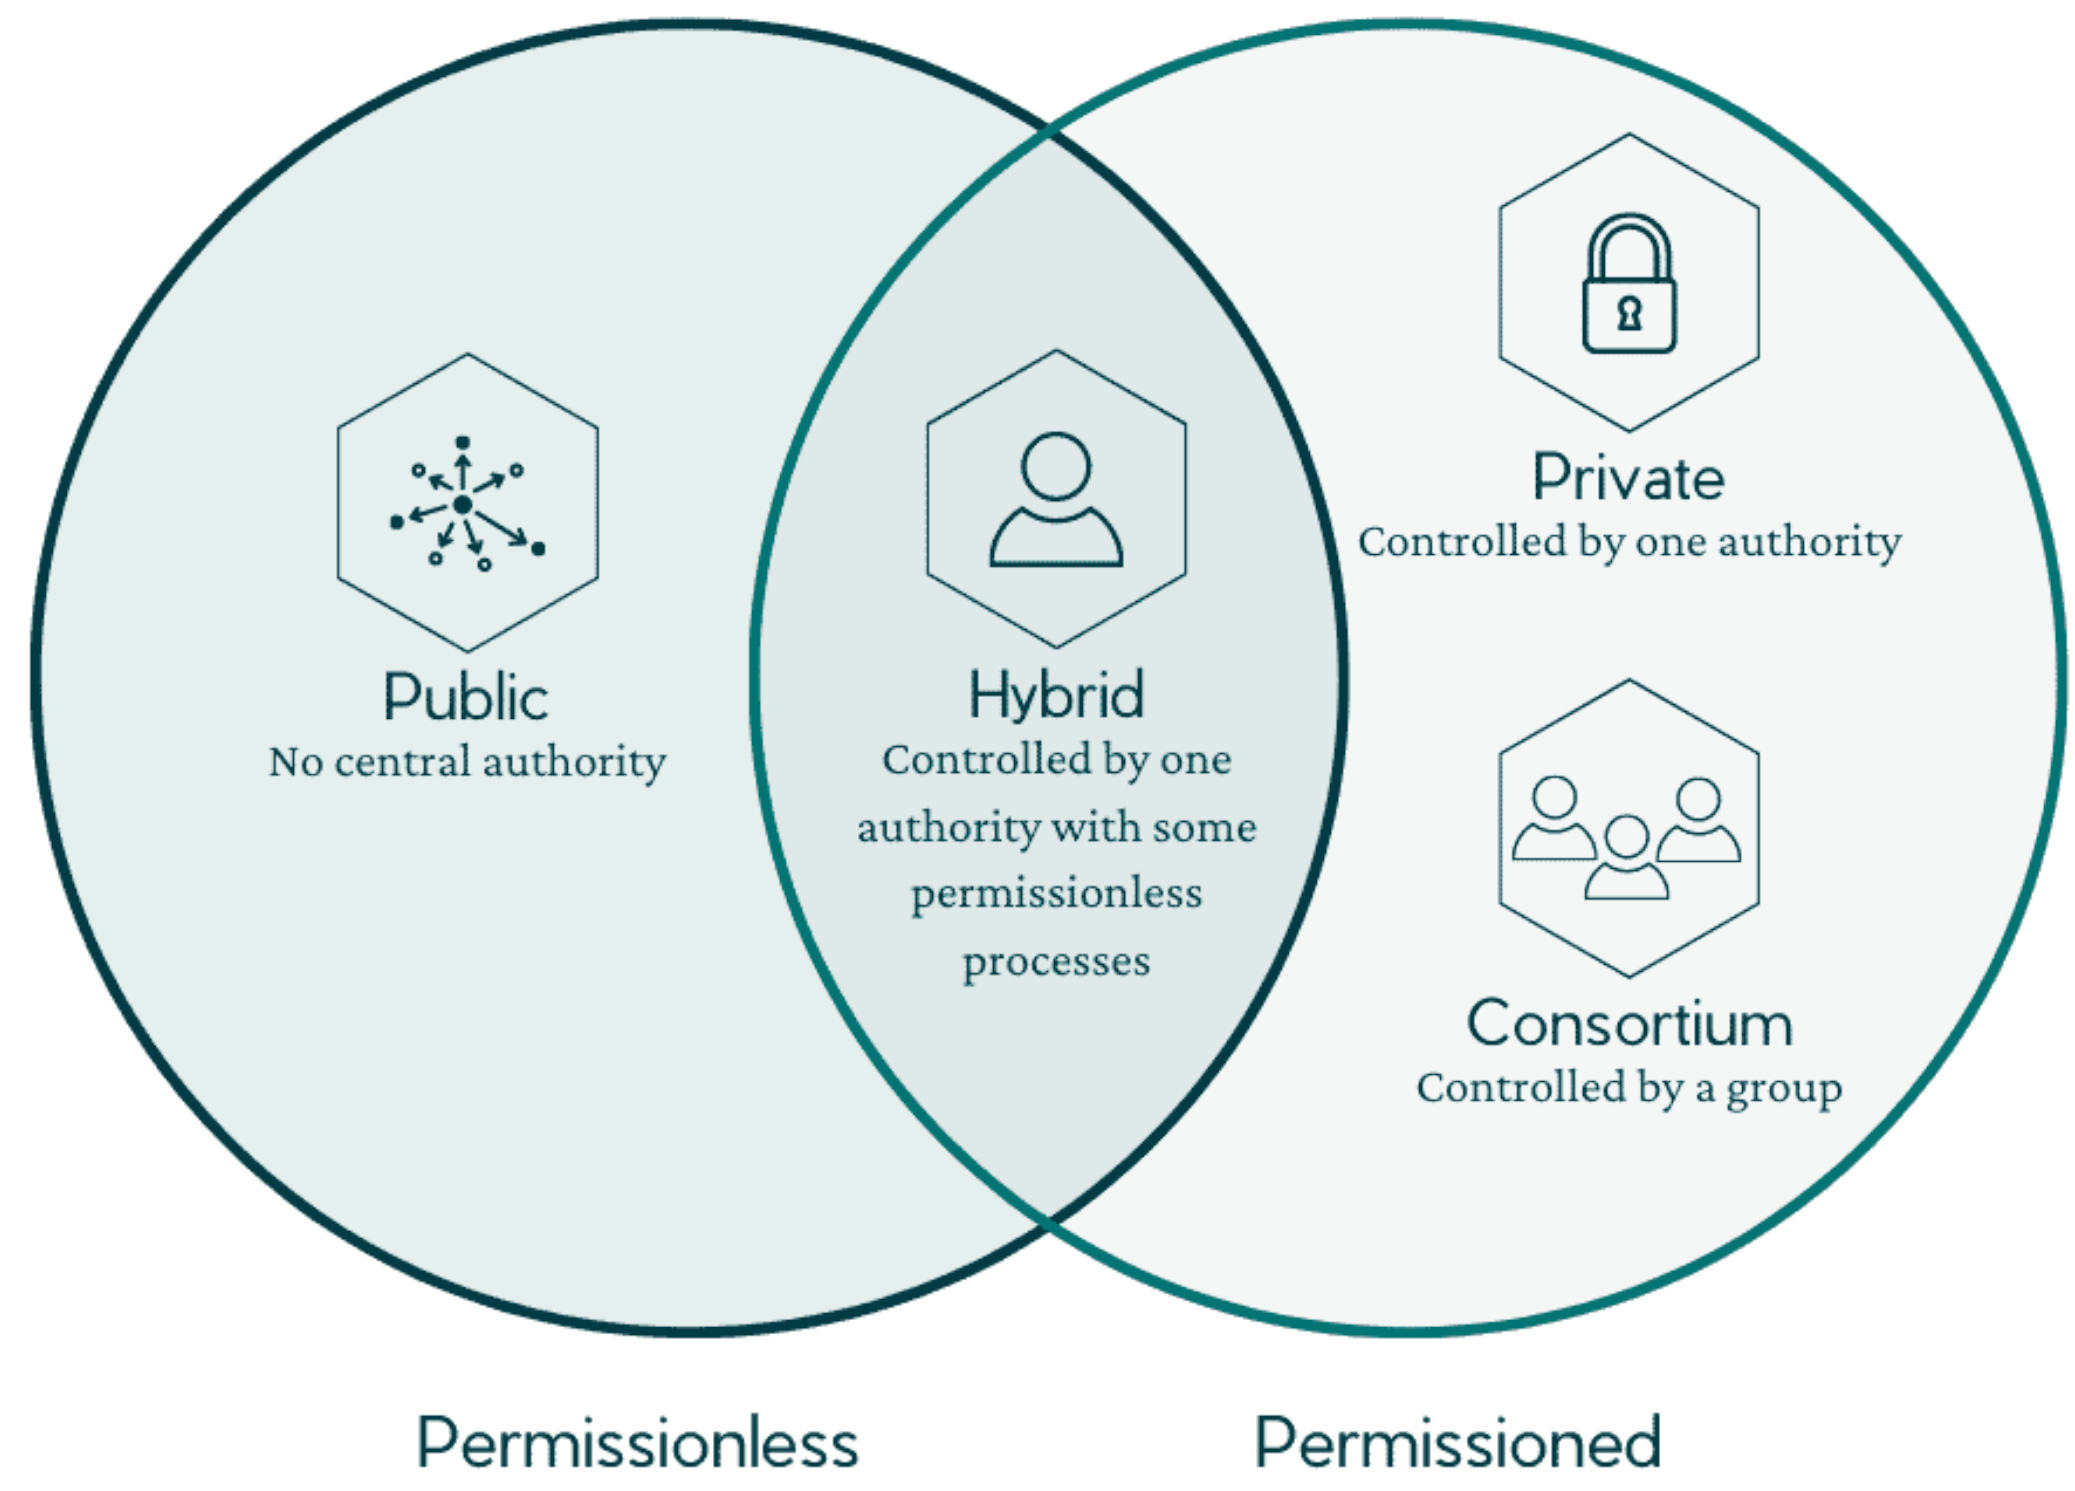 Public
No central authority
Hybrid
Controlled by one
authority with some
permissionless
processes
Private
Controlled by one authority
Consortium
Controlled by a group
Permissionless
Permissioned